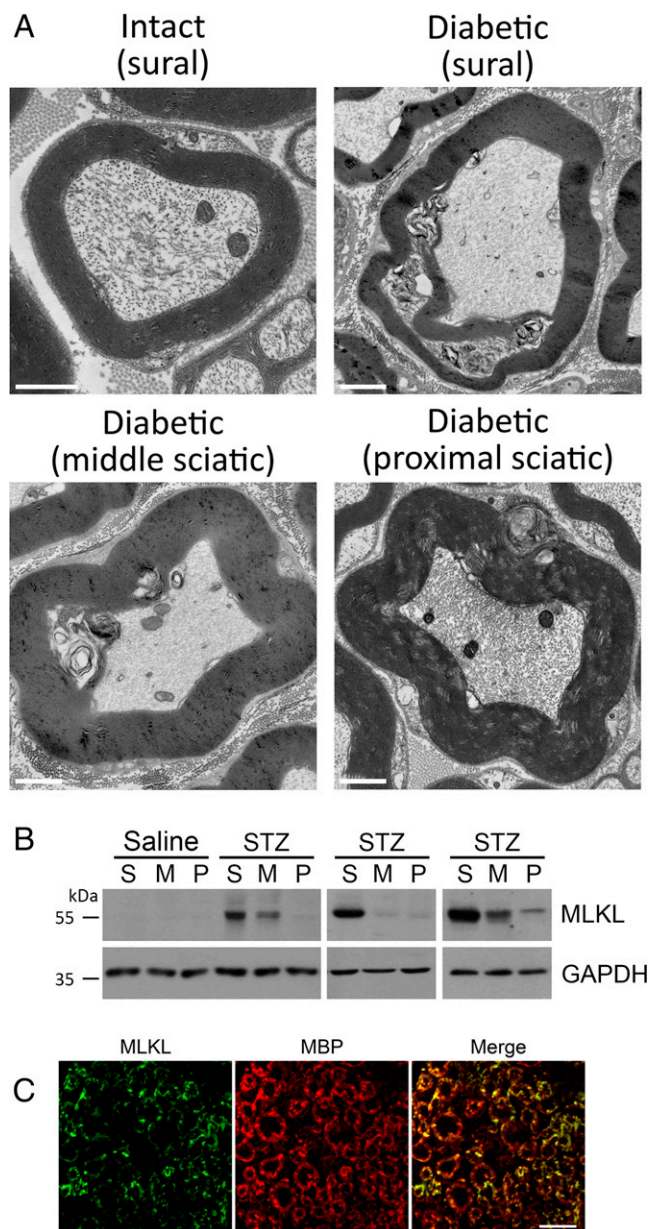 A
Intact
(sural)
Diabetic
(sural)
Diabetic
(middle sciatic)
Diabetic
(proximal sciatic)
B
Saline STZ STZ STZ
kDa S M P S M P S M P S M P
55 MLKL
35 GAPDH
C
MLKL MBP Merge